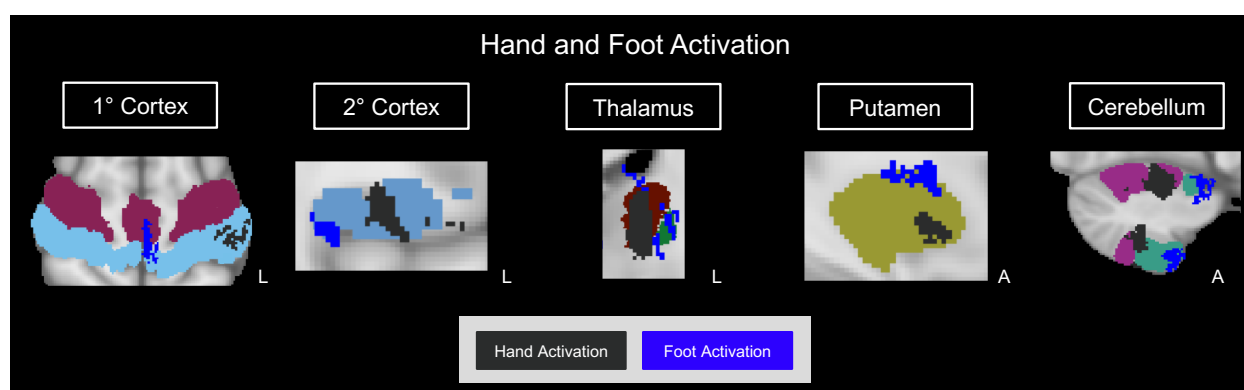 Hand and Foot Activation
1° Cortex
2° Cortex
Thalamus
Putamen
Cerebellum
L
L
L
A
A
Hand Activation
Foot Activation